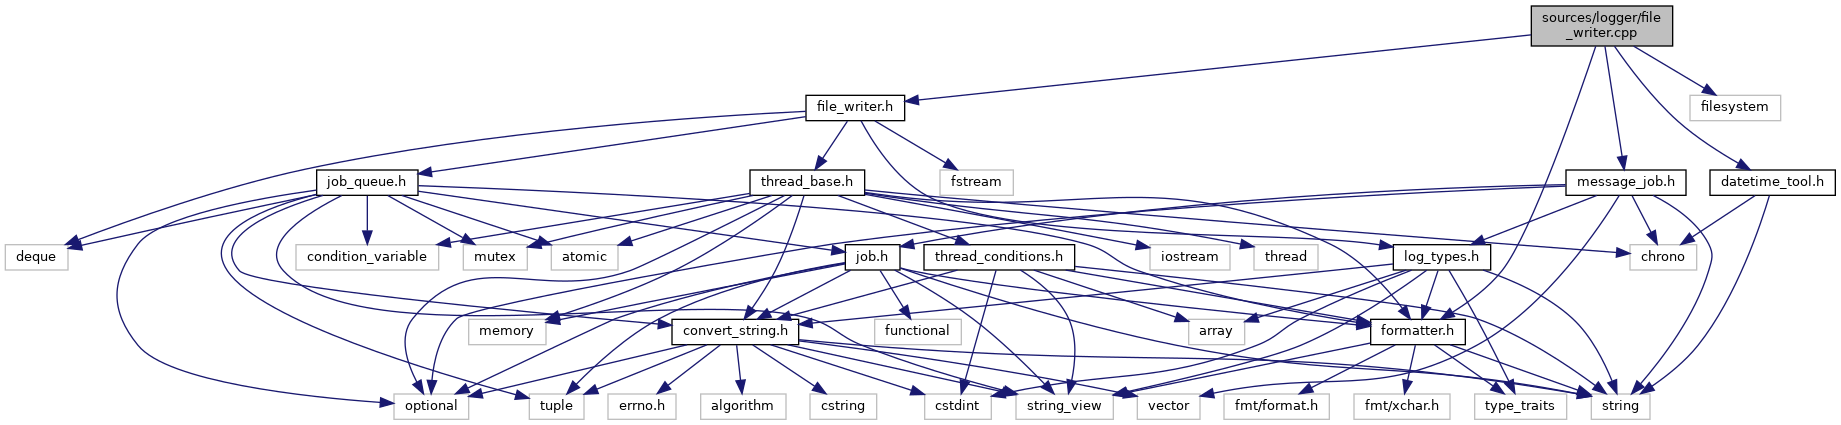 sources/logger/file
_writer.cpp
file_writer.h
filesystem
job_queue.h
thread_base.h
fstream
message_job.h
datetime_tool.h
deque
condition_variable
mutex
atomic
job.h
thread_conditions.h
iostream
thread
log_types.h
chrono
memory
convert_string.h
functional
array
formatter.h
optional
tuple
errno.h
algorithm
cstring
cstdint
string_view
vector
fmt/format.h
fmt/xchar.h
type_traits
string